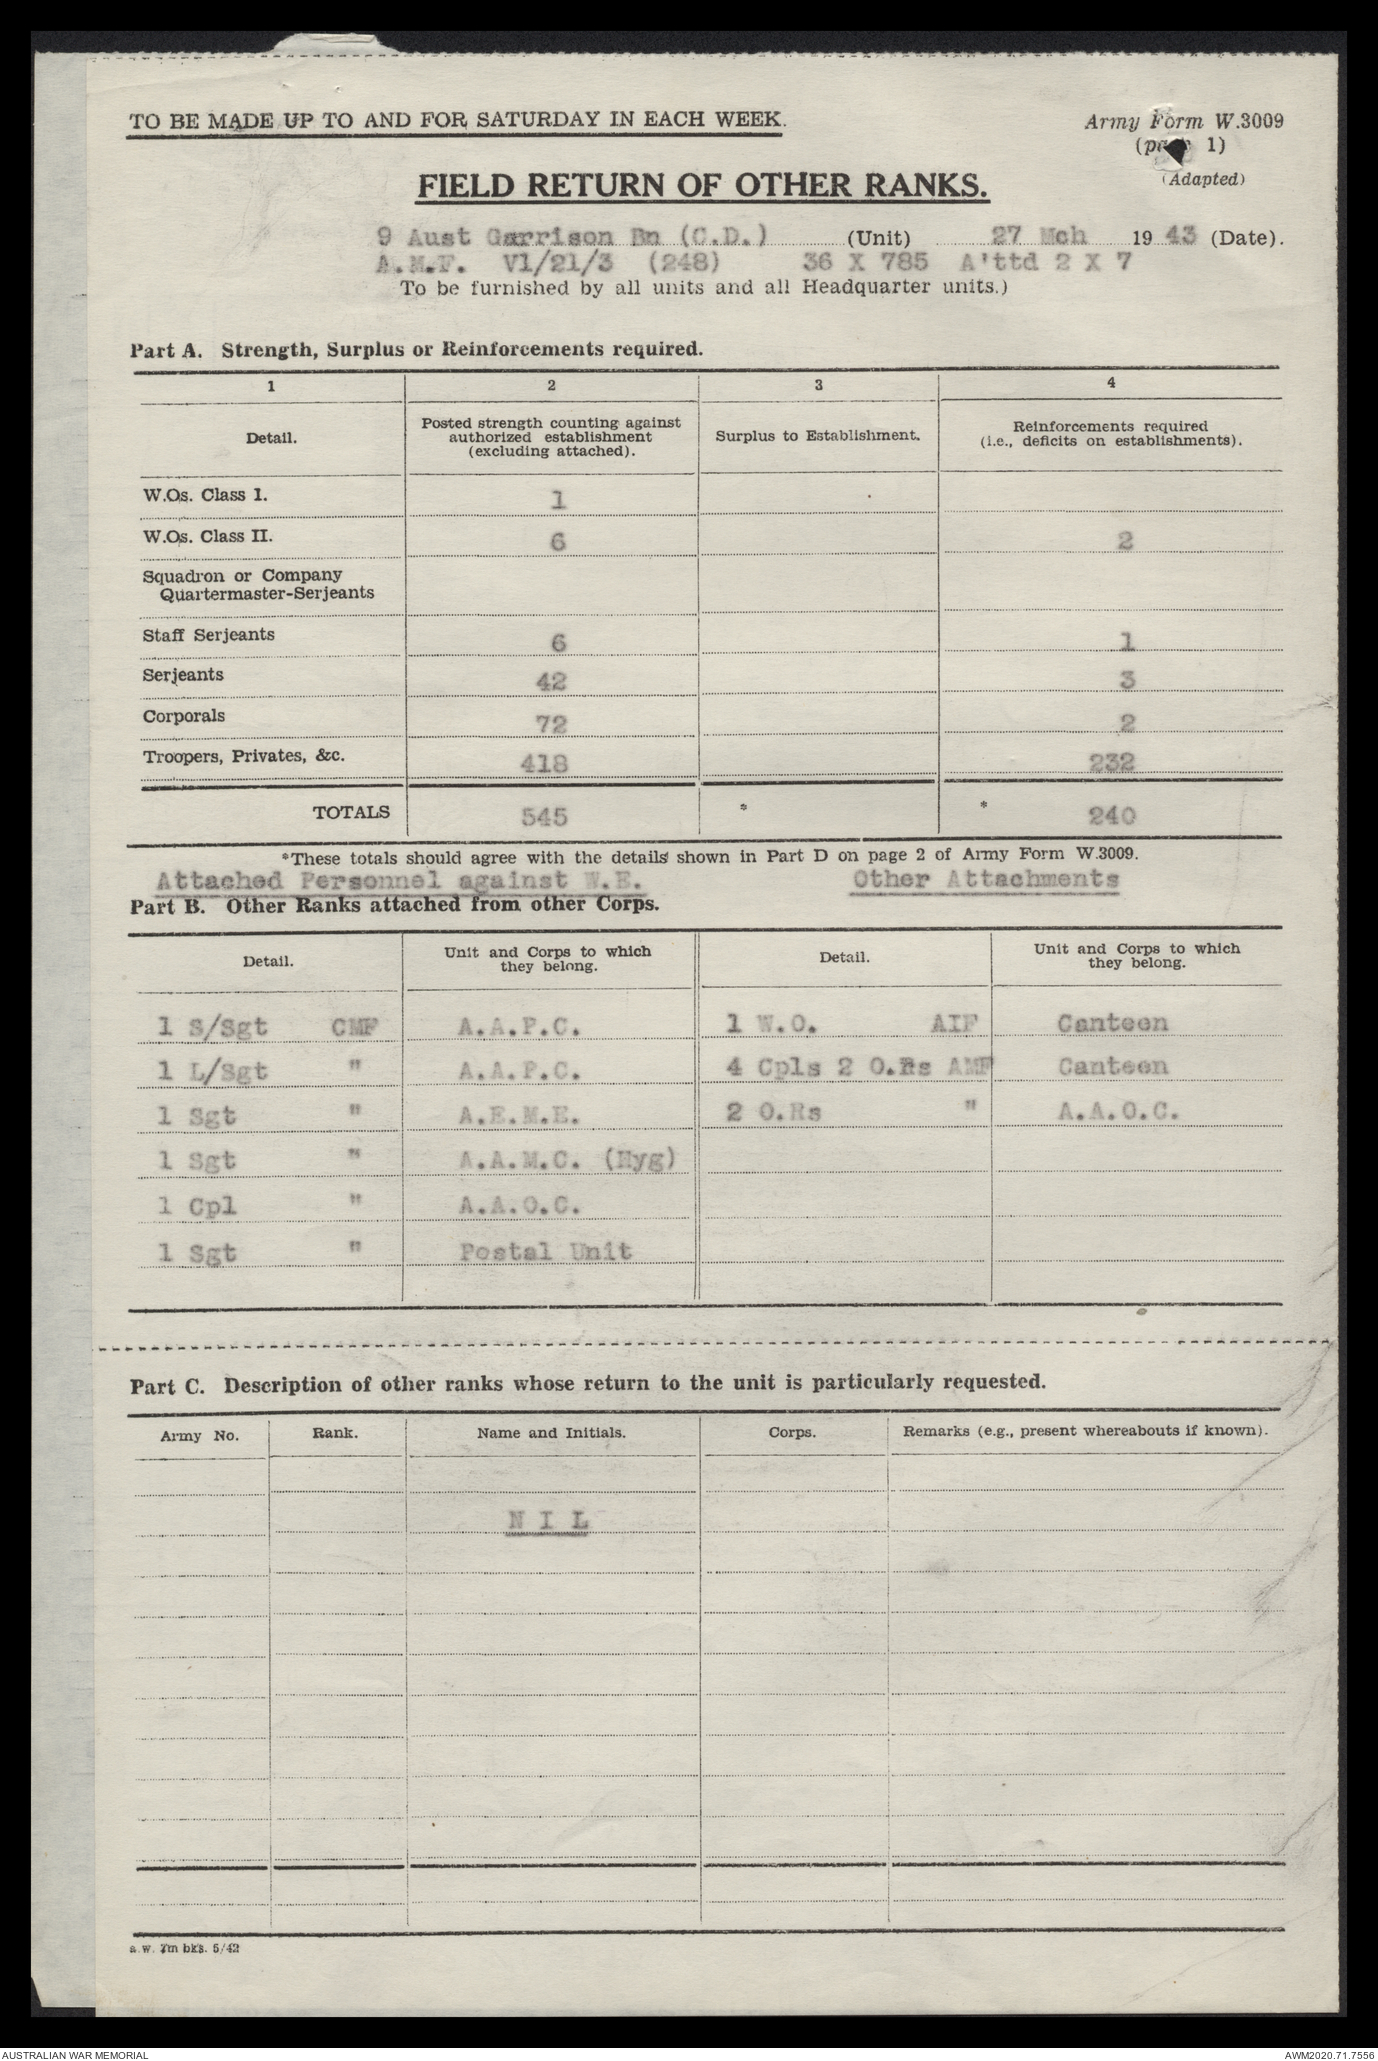 TO BE MADE UP TO AND FOR SATURDAY IN EACH WEEK.
Army Form W.3009
1)
(Adapted)
FIELD RETURN OF OTHER RANKS.
9 Aust Garrison Bn (C.D.) (Unit) 27 Mch 1943 (Date).
A.M.F. V1/21/3 (248) 36 X 785 A'ttd 2 X 7
To be furnished by all units and all Headquarter units.)
Part A. Strength, Surplus or Reinforcements required.
1 2 3 4
Detail. Posted strength counting against authorized establishment (excluding attached). Surplus to Establishment. Reinforcements required (i.e., deficits on establishments).
W.Os. Class I. 1
W.Os. Class II. 6 2
Squadron or Company
Quartermaster-Serjeants
Staff Serjeants 6 1
Serjeants 42 3
Corporals 72 2
Troopers, Privates, &c. 418 232
TOTALS 545 * * 240
*These totals should agree with the details shown in Part D on page 2 of Army Form W.3009.
Attached Personnel against W.E. Other Attachments
Part B. Other Ranks attached from other Corps.
Detail. Unit and Corps to which they belong. Detail. Unit and Corps to which they belong.
1 S/Sgt CMF A.A.P.C. 1 W.O. AIF Canteen
1 L/Sgt " A.A.P.C. 4 Cpls 2 O.Rs AMF Canteen
1 Sgt " A.E.M.E. 2 O.Rs " A.A.O.C.
1 Sgt " A.A.M.C. (Hyg)
1 Cpl " A.A.O.C.
1 Sgt " Postal Unit
Part C. Description of other ranks whose return to the unit is particularly requested.
Army No. Rank. Name and Initials. Corps. Remarks (e.g., present whereabouts if known).
N I L
a.w. 7m bks. 5/42
AUSTRALIAN WAR MEMORIAL
AWM2020.71.7556